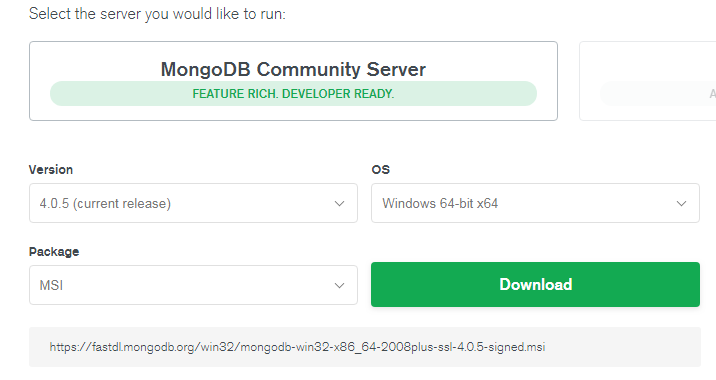 Select the server you would like to run:
MongoDB Community Server
FEATURE RICH. DEVELOPER READY.
Version
OS
4.0.5 (current release)
Windows 64-bit x64
Package
MSI
Download
https://fastdl.mongodb.org/win32/mongodb-win32-x86_64-2008plus-ssl-4.0.5-signed.msi